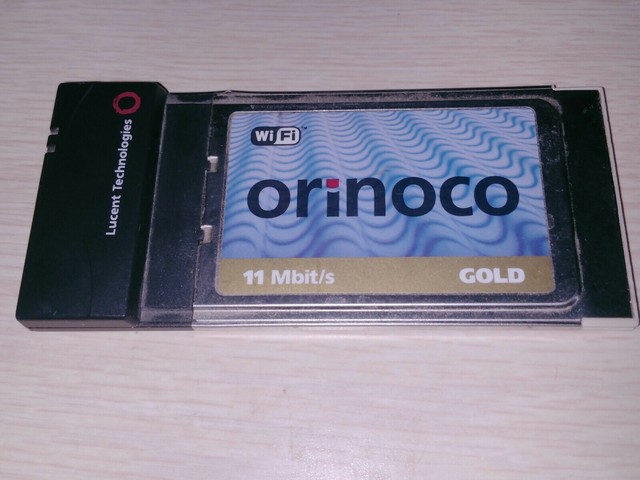 Lucent Technologies
Wi Fi
orinoco
11 Mbit/s
GOLD